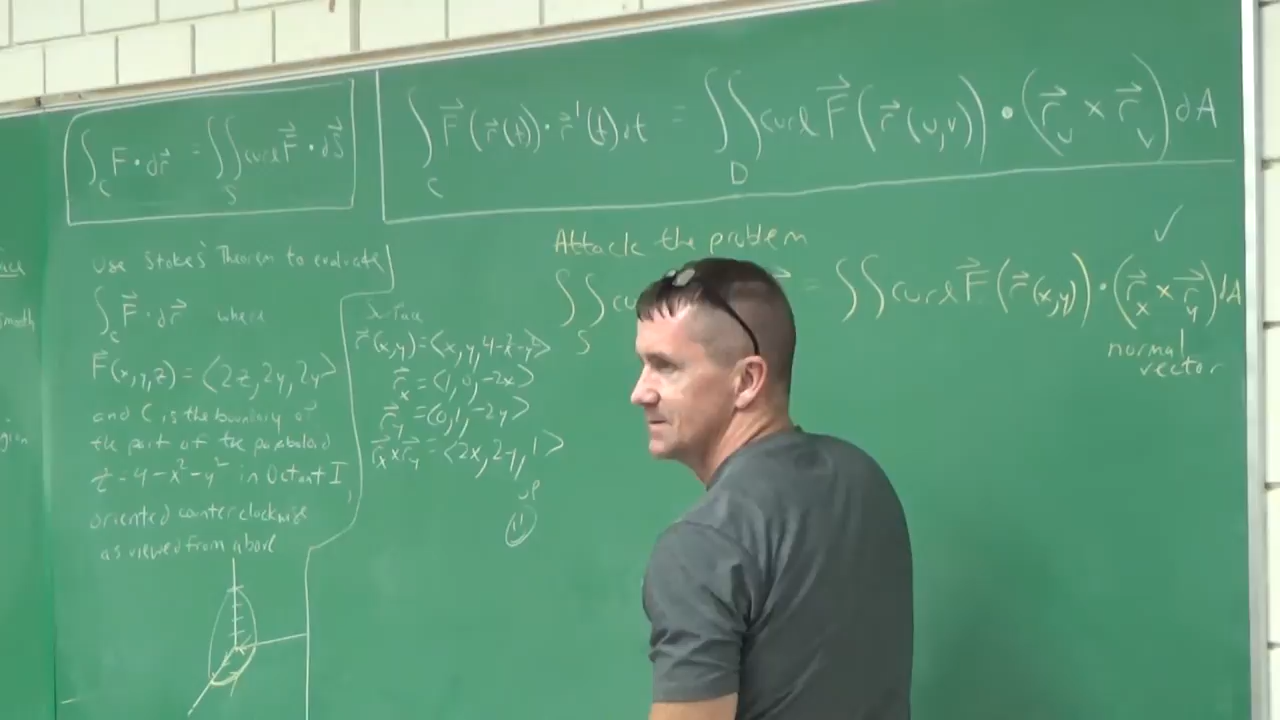 ∫_C F · dr⃗ = ∬_S curl F⃗ · dS⃗
∫_C F⃗(r⃗(t)) · r⃗'(t)dt = ∬_D curl F⃗(r⃗(u,v)) · (r⃗_u × r⃗_v)dA
Use Stoke's Theorem to evaluate
∫_C F⃗ · dr⃗ where
F⃗(x,y,z) = ⟨2z, 2y, 2y⟩
and C is the boundary of
the part of the paraboloid
z = 4 - x² - y² in Octant I,
oriented counterclockwise
as viewed from above
Surface
r⃗(x,y) = ⟨x, y, 4-x²-y²⟩
r⃗_x = ⟨1, 0, -2x⟩
r⃗_y = ⟨0, 1, -2y⟩
r⃗_x × r⃗_y = ⟨2x, 2y, 1⟩
up
Attack the problem
∬_S cu = ∬ curl F⃗(r⃗(x,y)) · (r⃗_x × r⃗_y)dA
✓
normal
vector